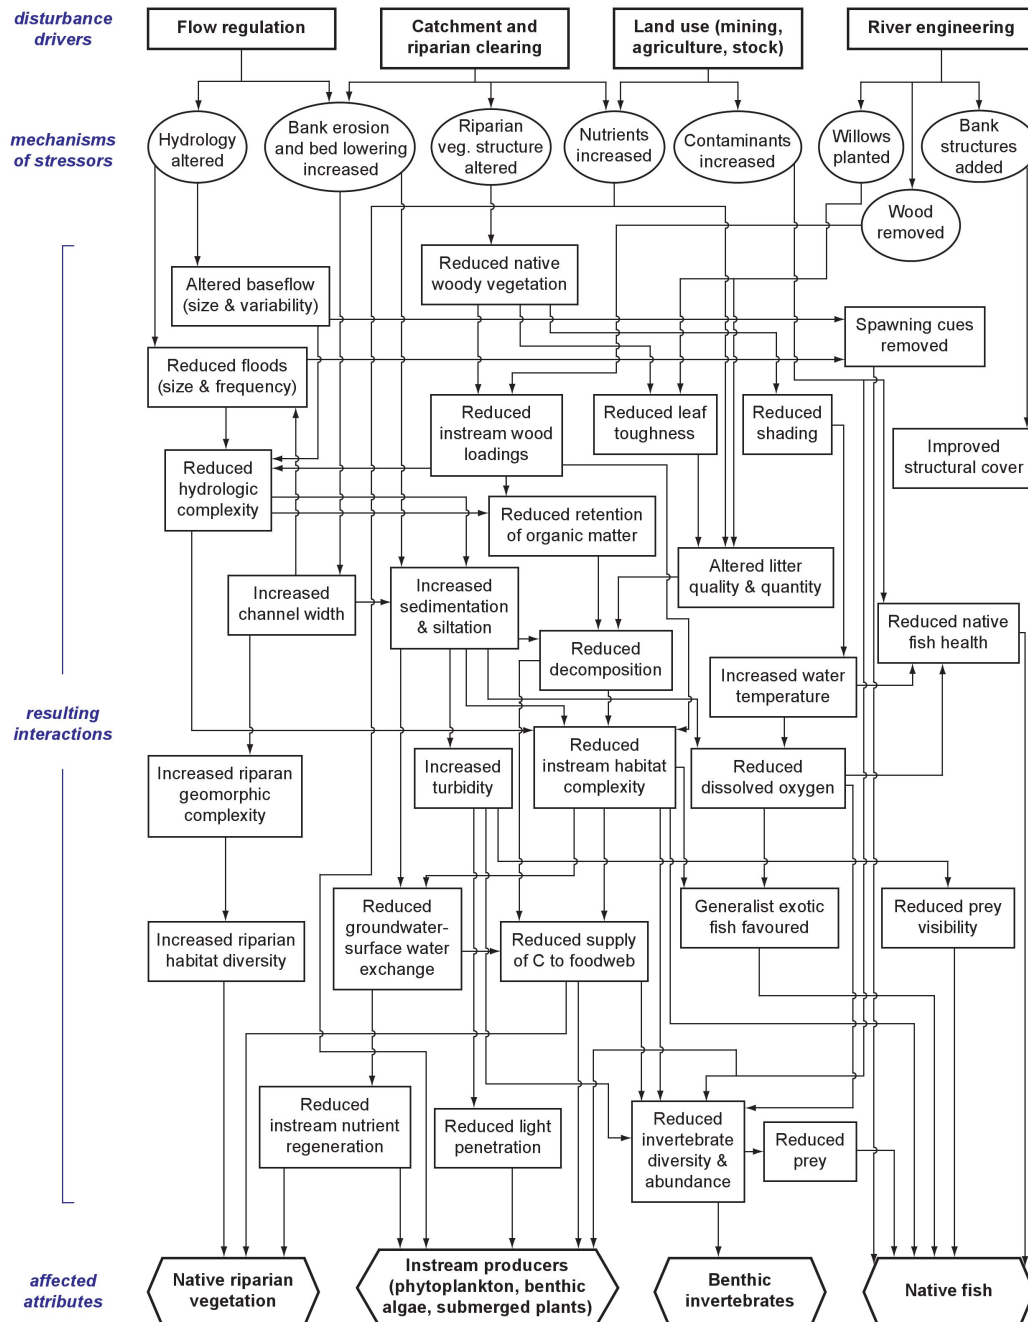 disturbance
drivers
Flow regulation
Catchment and
riparian clearing
Land use (mining,
agriculture, stock)
River engineering
mechanisms
of stressors
Hydrology
altered
Bank erosion
and bed lowering
increased
Riparian
veg. structure
altered
Nutrients
increased
Contaminants
increased
Willows
planted
Bank
structures
added
Wood
removed
Reduced native
woody vegetation
Altered baseflow
(size & variability)
Spawning cues
removed
Reduced floods
(size & frequency)
Reduced
instream wood
loadings
Reduced leaf
toughness
Reduced
shading
Improved
structural cover
Reduced
hydrologic
complexity
Reduced retention
of organic matter
Altered litter
quality & quantity
Increased
channel width
Increased
sedimentation
& siltation
Reduced native
fish health
Reduced
decomposition
Increased water
temperature
resulting
interactions
Increased riparan
geomorphic
complexity
Increased
turbidity
Reduced
instream habitat
complexity
Reduced
dissolved oxygen
Increased riparian
habitat diversity
Reduced
groundwater-
surface water
exchange
Reduced supply
of C to foodweb
Generalist exotic
fish favoured
Reduced prey
visibility
Reduced
instream nutrient
regeneration
Reduced light
penetration
Reduced
invertebrate
diversity &
abundance
Reduced
prey
affected
attributes
Native riparian
vegetation
Instream producers
(phytoplankton, benthic
algae, submerged plants)
Benthic
invertebrates
Native fish